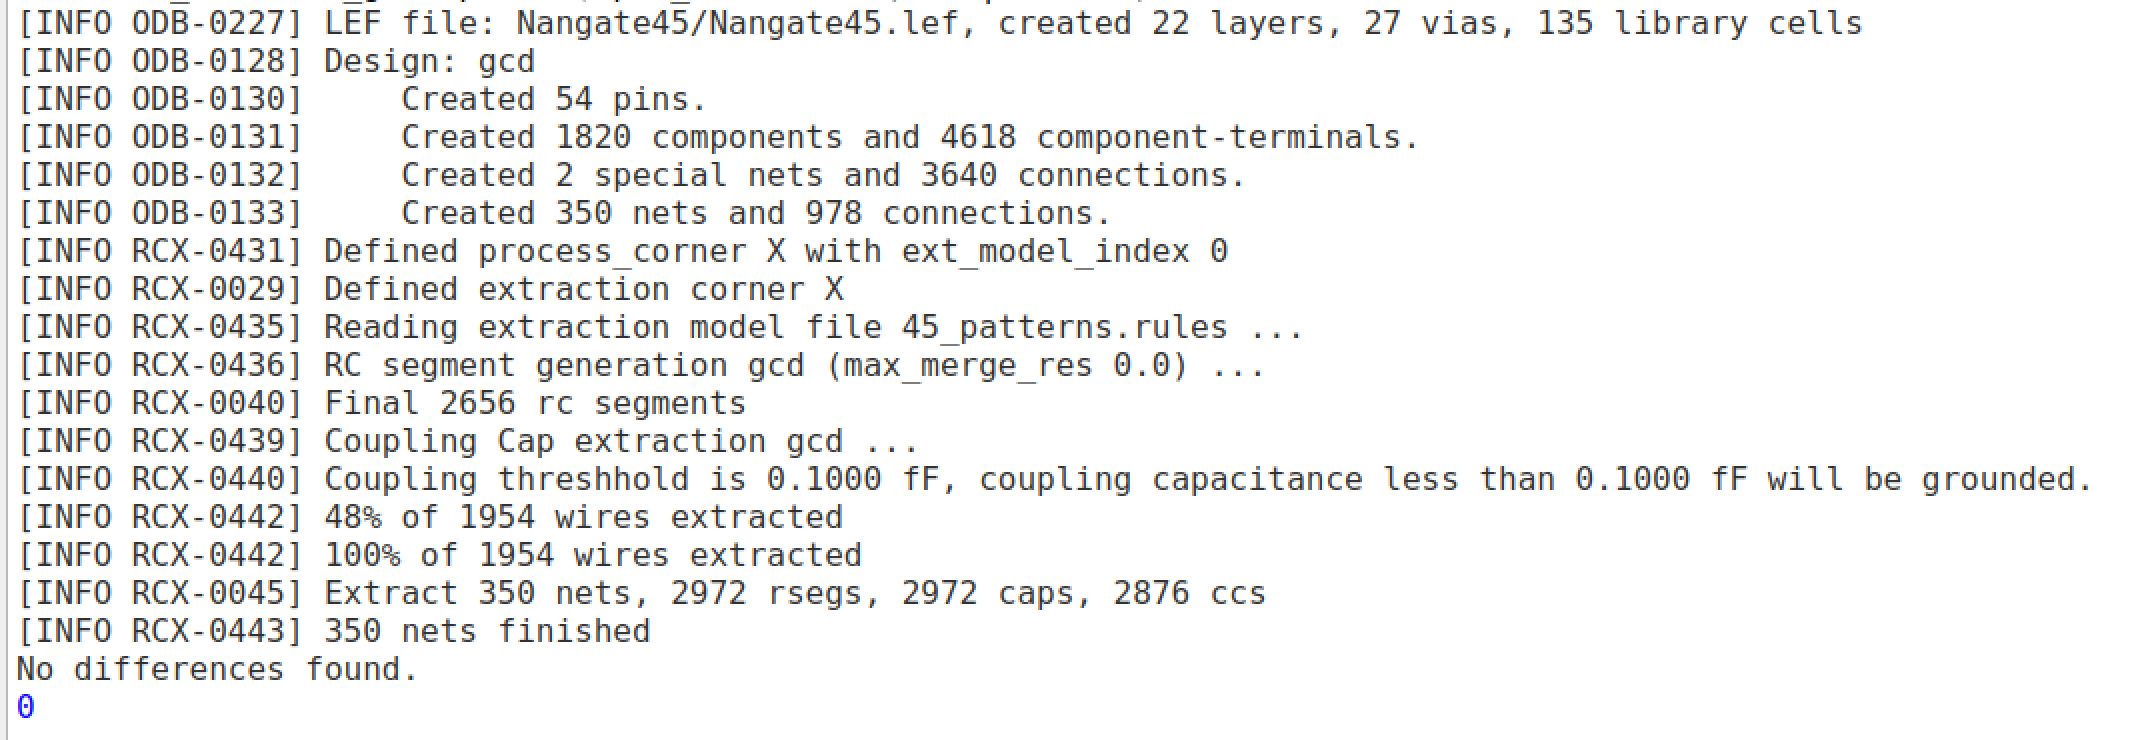 [INFO ODB-0227] LEF file: Nangate45/Nangate45.lef, created 22 layers, 27 vias, 135 library cells
[INFO ODB-0128] Design: gcd
[INFO ODB-0130]     Created 54 pins.
[INFO ODB-0131]     Created 1820 components and 4618 component-terminals.
[INFO ODB-0132]     Created 2 special nets and 3640 connections.
[INFO ODB-0133]     Created 350 nets and 978 connections.
[INFO RCX-0431] Defined process_corner X with ext_model_index 0
[INFO RCX-0029] Defined extraction corner X
[INFO RCX-0435] Reading extraction model file 45_patterns.rules ...
[INFO RCX-0436] RC segment generation gcd (max_merge_res 0.0) ...
[INFO RCX-0040] Final 2656 rc segments
[INFO RCX-0439] Coupling Cap extraction gcd ...
[INFO RCX-0440] Coupling threshhold is 0.1000 fF, coupling capacitance less than 0.1000 fF will be grounded.
[INFO RCX-0442] 48% of 1954 wires extracted
[INFO RCX-0442] 100% of 1954 wires extracted
[INFO RCX-0045] Extract 350 nets, 2972 rsegs, 2972 caps, 2876 ccs
[INFO RCX-0443] 350 nets finished
No differences found.
0